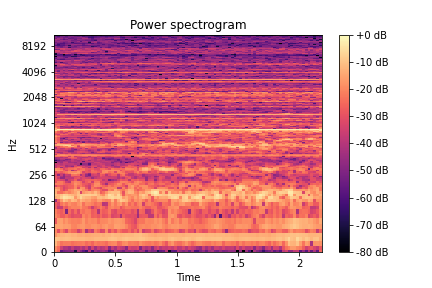 Power spectrogram
+0 dB
8192
-10 dB
4096
-20 dB
2048
-30 dB
1024
Hz
-40 dB
512
-50 dB
256
-60 dB
128
-70 dB
64
0
-80 dB
0 0.5 1 1.5 2
Time